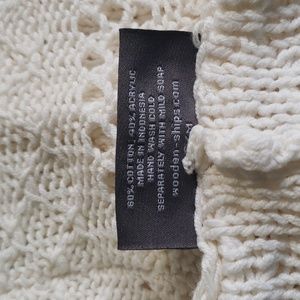 60% COTTON, 40% ACRYLIC
MADE IN INDONESIA
HAND WASH COLD
SEPARATELY WITH MILD SOAP
wooden-ships.com